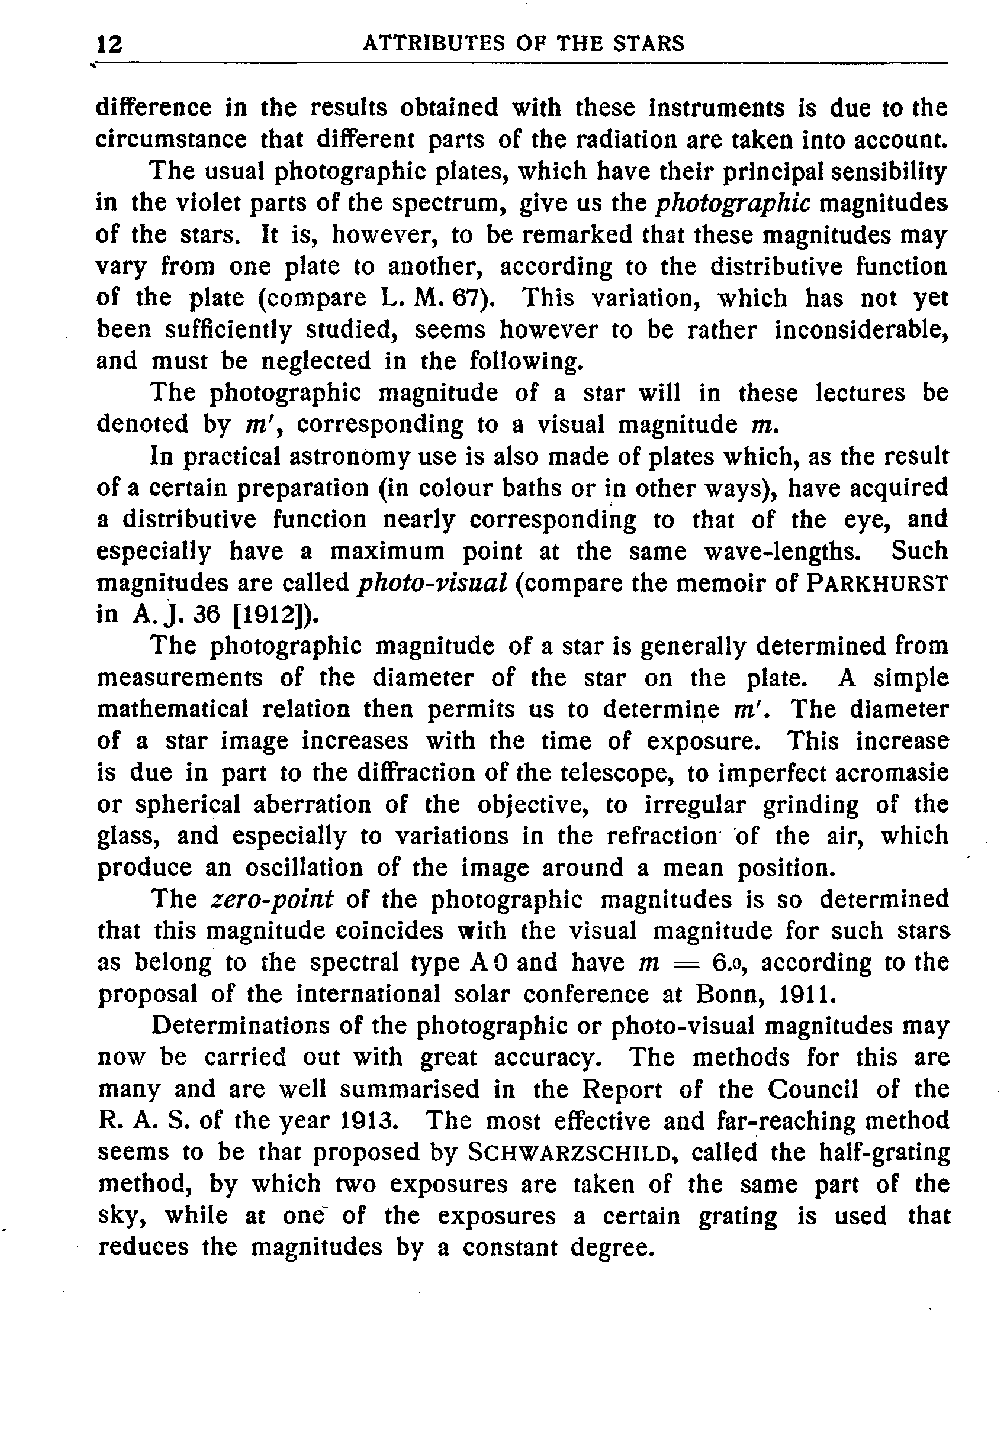 12 ATTRIBUTES OF THE STARS
difference in the results obtained with these instruments is due to the
circumstance that different parts of the radiation are taken into account.
The usual photographic plates, which have their principal sensibility
in the violet parts of the spectrum, give us the photographic magnitudes
of the stars. It is, however, to be remarked that these magnitudes may
vary from one plate to another, according to the distributive function
of the plate (compare L. M. 67). This variation, which has not yet
been sufficiently studied, seems however to be rather inconsiderable,
and must be neglected in the following.
The photographic magnitude of a star will in these lectures be
denoted by m′, corresponding to a visual magnitude m.
In practical astronomy use is also made of plates which, as the result
of a certain preparation (in colour baths or in other ways), have acquired
a distributive function nearly corresponding to that of the eye, and
especially have a maximum point at the same wave-lengths. Such
magnitudes are called photo-visual (compare the memoir of PARKHURST
in A. J. 36 [1912]).
The photographic magnitude of a star is generally determined from
measurements of the diameter of the star on the plate. A simple
mathematical relation then permits us to determine m′. The diameter
of a star image increases with the time of exposure. This increase
is due in part to the diffraction of the telescope, to imperfect acromasie
or spherical aberration of the objective, to irregular grinding of the
glass, and especially to variations in the refraction of the air, which
produce an oscillation of the image around a mean position.
The zero-point of the photographic magnitudes is so determined
that this magnitude coincides with the visual magnitude for such stars
as belong to the spectral type A 0 and have m = 6.0, according to the
proposal of the international solar conference at Bonn, 1911.
Determinations of the photographic or photo-visual magnitudes may
now be carried out with great accuracy. The methods for this are
many and are well summarised in the Report of the Council of the
R. A. S. of the year 1913. The most effective and far-reaching method
seems to be that proposed by SCHWARZSCHILD, called the half-grating
method, by which two exposures are taken of the same part of the
sky, while at one of the exposures a certain grating is used that
reduces the magnitudes by a constant degree.